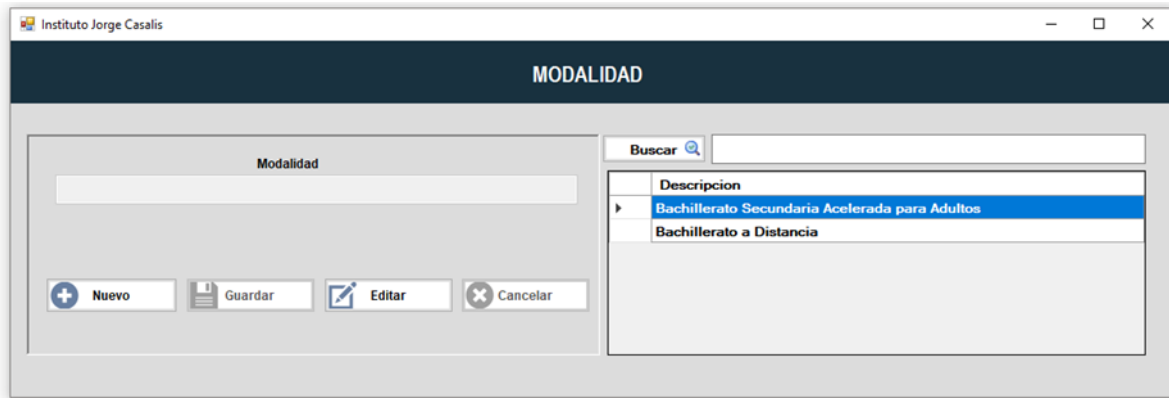 Instituto Jorge Casalis
MODALIDAD
Modalidad
Nuevo
Guardar
Editar
Cancelar
Buscar
Descripcion
Bachillerato Secundaria Acelerada para Adultos
Bachillerato a Distancia